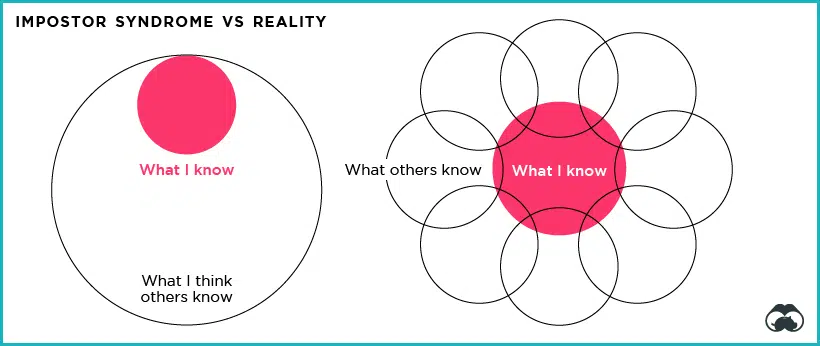 IMPOSTOR SYNDROME VS REALITY
What I know
What I think
others know
What others know
What I know